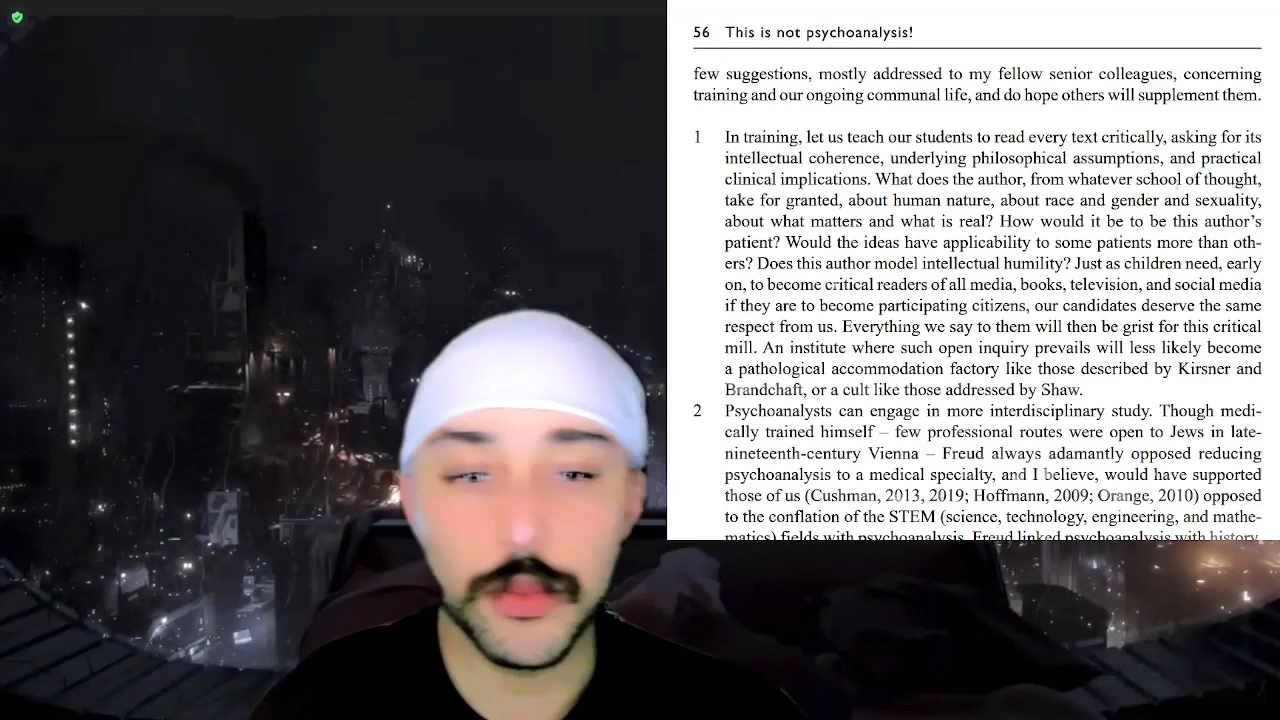 56 This is not psychoanalysis!
few suggestions, mostly addressed to my fellow senior colleagues, concerning
training and our ongoing communal life, and do hope others will supplement them.
1 In training, let us teach our students to read every text critically, asking for its
intellectual coherence, underlying philosophical assumptions, and practical
clinical implications. What does the author, from whatever school of thought,
take for granted, about human nature, about race and gender and sexuality,
about what matters and what is real? How would it be to be this author's
patient? Would the ideas have applicability to some patients more than oth-
ers? Does this author model intellectual humility? Just as children need, early
on, to become critical readers of all media, books, television, and social media
if they are to become participating citizens, our candidates deserve the same
respect from us. Everything we say to them will then be grist for this critical
mill. An institute where such open inquiry prevails will less likely become
a pathological accommodation factory like those described by Kirsner and
Brandchaft, or a cult like those addressed by Shaw.
2 Psychoanalysts can engage in more interdisciplinary study. Though medi-
cally trained himself – few professional routes were open to Jews in late-
nineteenth-century Vienna – Freud always adamantly opposed reducing
psychoanalysis to a medical specialty, and I believe, would have supported
those of us (Cushman, 2013, 2019; Hoffmann, 2009; Orange, 2010) opposed
to the conflation of the STEM (science, technology, engineering, and mathe-
matics) fields with psychoanalysis. Freud linked psychoanalysis with history,